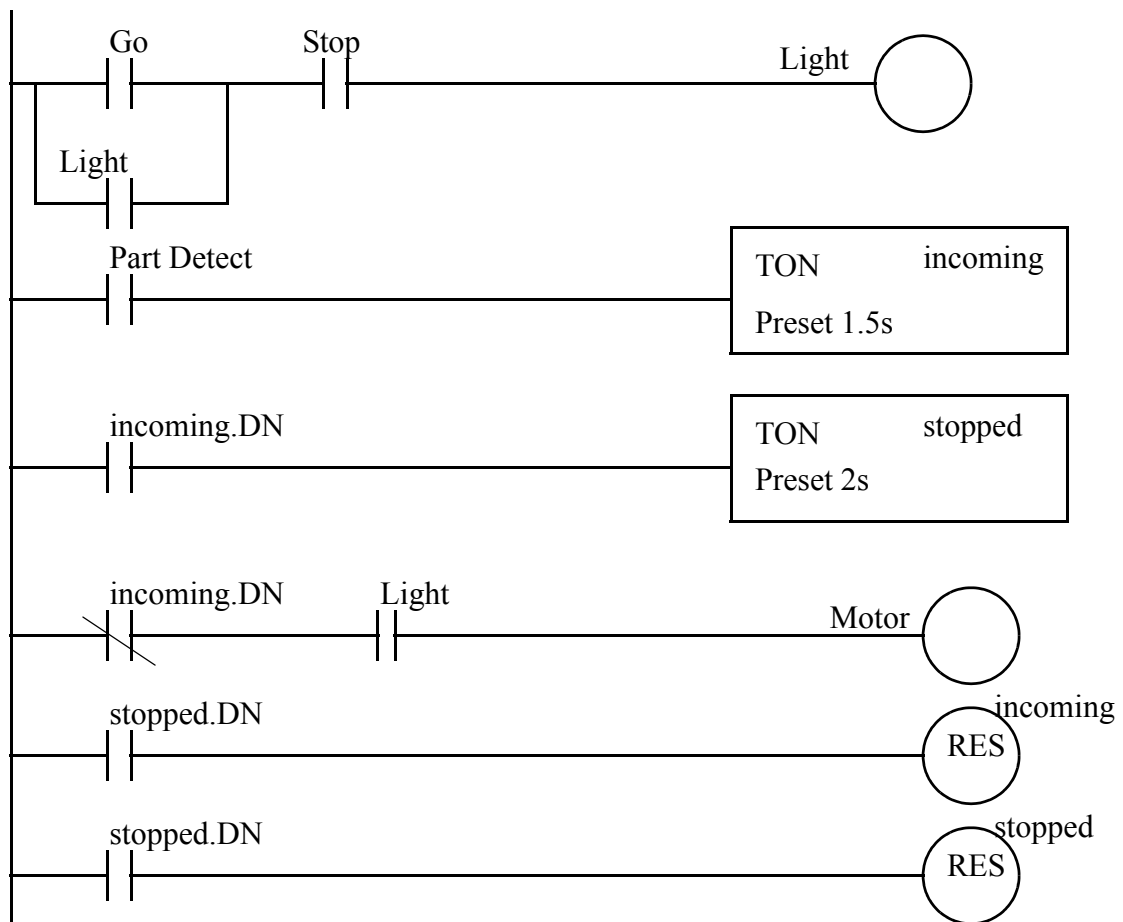 Go
Stop
Light
Light
Part Detect
TON
incoming
Preset 1.5s
incoming.DN
TON
stopped
Preset 2s
incoming.DN
Light
Motor
stopped.DN
incoming
RES
stopped.DN
stopped
RES